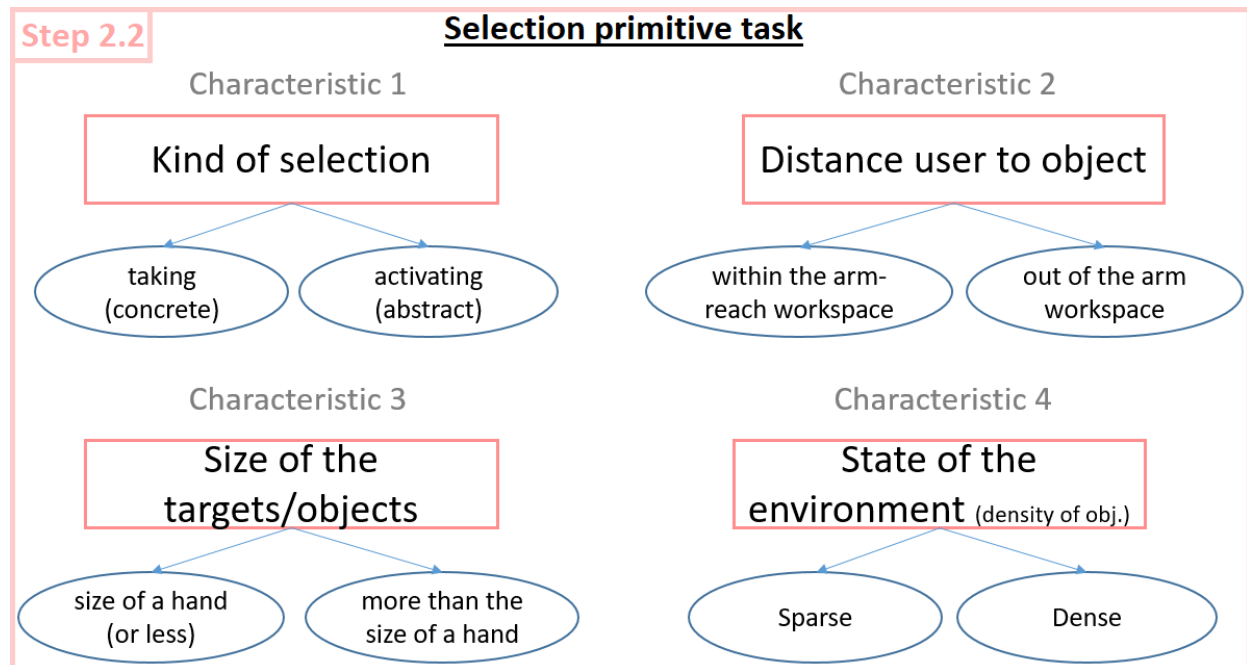 Step 2.2
Selection primitive task
Characteristic 1
Kind of selection
taking
(concrete)
activating
(abstract)
Characteristic 2
Distance user to object
within the arm-
reach workspace
out of the arm
workspace
Characteristic 3
Size of the
targets/objects
size of a hand
(or less)
more than the
size of a hand
Characteristic 4
State of the
environment (density of obj.)
Sparse
Dense